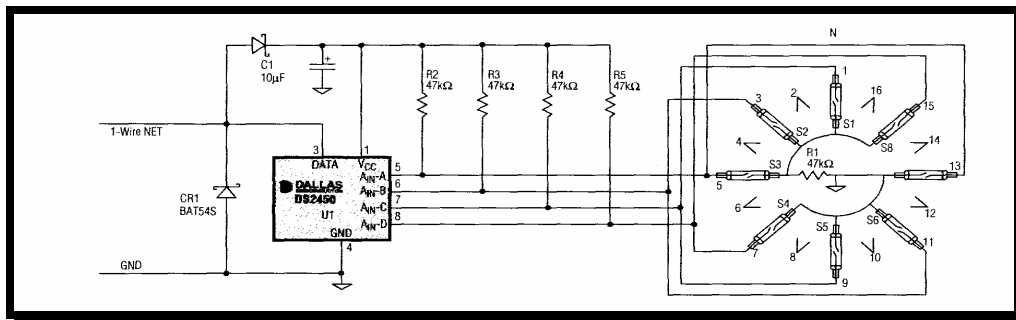 N
C1
10μF
R2
47kΩ
R3
47kΩ
R4
47kΩ
R5
47kΩ
1
2
16
3
15
S1
S2
S8
4
14
1-Wire NET
3
1
DATA
VCC
DALLAS
DS2450
U1
GND
4
AIN-A
5
AIN-B
6
AIN-C
7
AIN-D
8
S3
R1
47kΩ
13
5
CR1
BAT54S
6
S4
S5
S6
12
7
8
9
10
11
GND